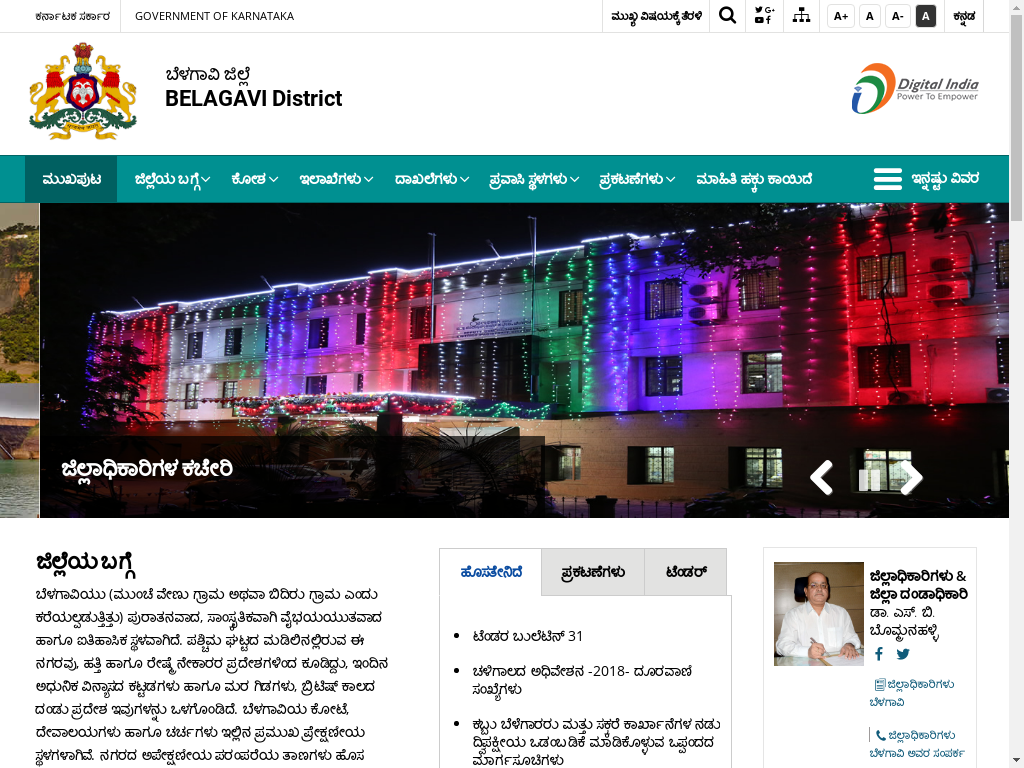 ಕರ್ನಾಟಕ ಸರ್ಕಾರ GOVERNMENT OF KARNATAKA ಮುಖ್ಯ ವಿಷಯಕ್ಕೆ ತೆರಳಿ A+ A A- A ಕನ್ನಡ
ಬೆಳಗಾವಿ ಜಿಲ್ಲೆ
BELAGAVI District
Digital India
Power To Empower
ಮುಖಪುಟ ಜಿಲ್ಲೆಯ ಬಗ್ಗೆ ಕೋಶ ಇಲಾಖೆಗಳು ದಾಖಲೆಗಳು ಪ್ರವಾಸಿ ಸ್ಥಳಗಳು ಪ್ರಕಟಣೆಗಳು ಮಾಹಿತಿ ಹಕ್ಕು ಕಾಯಿದೆ ಇನ್ನಷ್ಟು ವಿವರ
ಜಿಲ್ಲಾಧಿಕಾರಿಗಳ ಕಚೇರಿ
ಜಿಲ್ಲೆಯ ಬಗ್ಗೆ
ಬೆಳಗಾವಿಯು (ಮುಂಚೆ ವೇಣು ಗ್ರಾಮ ಅಥವಾ ಬಿದಿರು ಗ್ರಾಮ ಎಂದು
ಕರೆಯಲ್ಪಡುತ್ತಿತ್ತು) ಪುರಾತನವಾದ, ಸಾಂಸ್ಕೃತಿಕವಾಗಿ ವೈಭಯಯುತವಾದ
ಹಾಗೂ ಐತಿಹಾಸಿಕ ಸ್ಥಳವಾಗಿದೆ. ಪಶ್ಚಿಮ ಘಟ್ಟದ ಮಡಿಲಿನಲ್ಲಿರುವ ಈ
ನಗರವು, ಹತ್ತಿ ಹಾಗೂ ರೇಷ್ಮೆ ನೇಕಾರರ ಪ್ರದೇಶಗಳಿಂದ ಕೂಡಿದ್ದು, ಇಂದಿನ
ಅಧುನಿಕ ವಿನ್ಯಾಸದ ಕಟ್ಟಡಗಳು ಹಾಗೂ ಮರ ಗಿಡಗಳು, ಬ್ರಿಟಿಷ್ ಕಾಲದ
ದಂಡು ಪ್ರದೇಶ ಇವುಗಳನ್ನು ಒಳಗೊಂಡಿದೆ. ಬೆಳಗಾವಿಯ ಕೋಟೆ,
ದೇವಾಲಯಗಳು ಹಾಗೂ ಚರ್ಚಗಳು ಇಲ್ಲಿನ ಪ್ರಮುಖ ಪ್ರೇಕ್ಷಣೀಯ
ಸ್ಥಳಗಳಾಗಿವೆ. ನಗರದ ಅಪೇಕ್ಷಣೀಯ ಪರಂಪರೆಯ ತಾಣಗಳು ಹೊಸ
ಹೊಸತೇನಿದೆ ಪ್ರಕಟಣೆಗಳು ಟೆಂಡರ್
ಟೆಂಡರ ಬುಲೆಟಿನ್ 31
ಚಳಿಗಾಲದ ಅಧಿವೇಶನ -2018- ದೂರವಾಣಿ
ಸಂಖ್ಯೆಗಳು
ಕಬ್ಬು ಬೆಳೆಗಾರರು ಮತ್ತು ಸಕ್ಕರೆ ಕಾರ್ಖಾನೆಗಳ ನಡು
ದ್ವಿಪಕ್ಷೀಯ ಒಡಂಬಡಿಕೆ ಮಾಡಿಕೊಳ್ಳುವ ಒಪ್ಪಂದದ
ಮಾರ್ಗಸೂಚಿಗಳು
ಜಿಲ್ಲಾಧಿಕಾರಿಗಳು &
ಜಿಲ್ಲಾ ದಂಡಾಧಿಕಾರಿ
ಡಾ. ಎಸ್. ಬಿ.
ಬೊಮ್ಮನಹಳ್ಳಿ
ಜಿಲ್ಲಾಧಿಕಾರಿಗಳು
ಬೆಳಗಾವಿ
ಜಿಲ್ಲಾಧಿಕಾರಿಗಳು
ಬೆಳಗಾವಿ ಅವರ ಸಂಪರ್ಕ